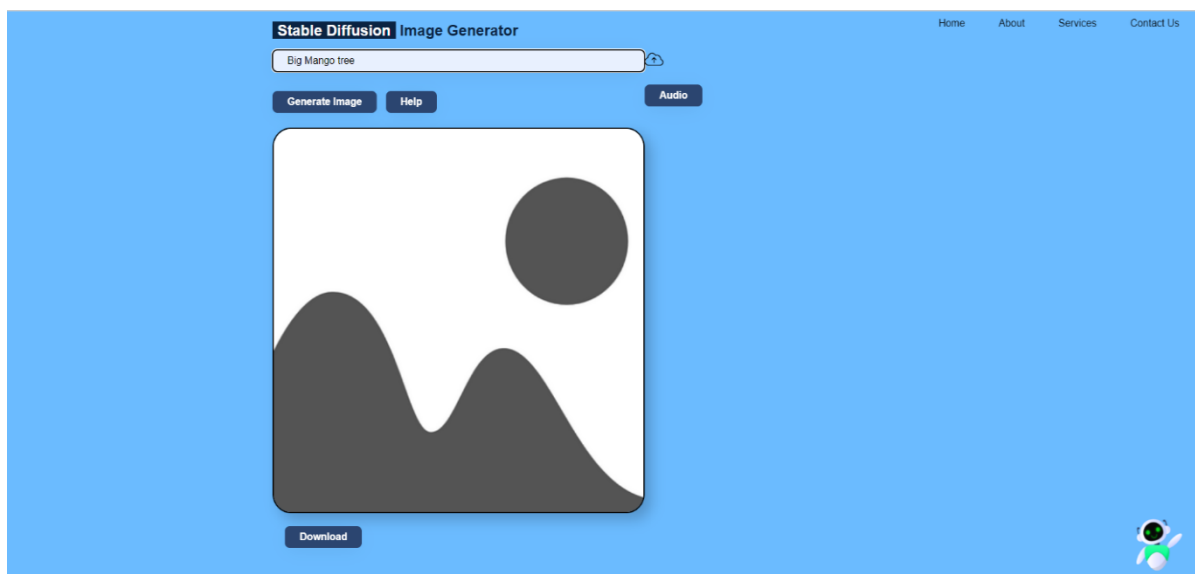 Home About Services Contact Us
Stable Diffusion Image Generator
Big Mango tree
Generate Image Help Audio
Download